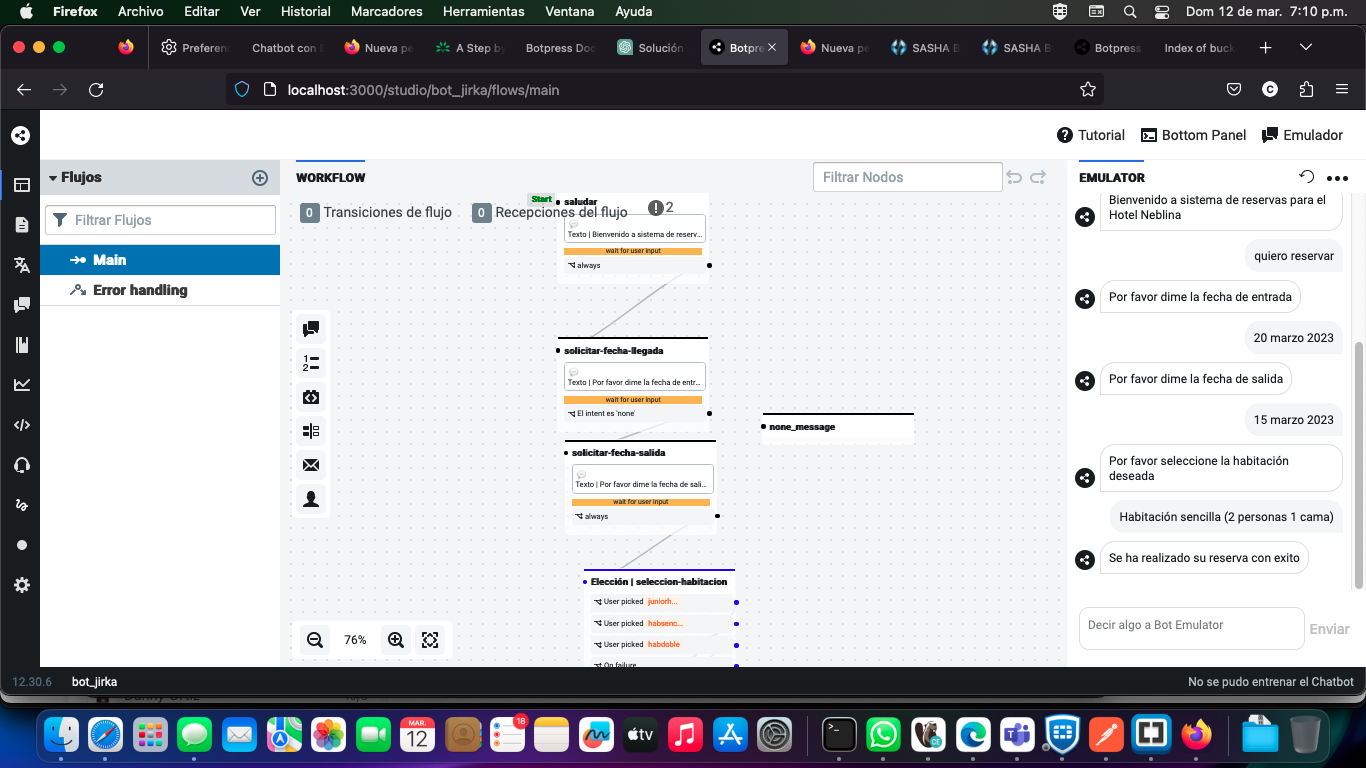 Firefox Archivo Editar Ver Historial Marcadores Herramientas Ventana Ayuda Dom 12 de mar. 7:10 p.m.
Preferen Chatbot con Nueva pe A Step by Botpress Doc Solución Botpre Nueva pe SASHA B SASHA B Botpress Index of buck
localhost:3000/studio/bot_jirka/flows/main
C
Tutorial Bottom Panel Emulador
Flujos
Filtrar Flujos
Main
Error handling
WORKFLOW
Filtrar Nodos
0 Transiciones de flujo 0 Recepciones del flujo 2
Start saludar
Texto | Bienvenido a sistema de reserv...
wait for user input
always
solicitar-fecha-llegada
Texto | Por favor dime la fecha de entr...
wait for user input
El intent es 'none'
none_message
solicitar-fecha-salida
Texto | Por favor dime la fecha de sali...
wait for user input
always
Elección | seleccion-habitacion
User picked juniorh...
User picked habsenc...
User picked habdoble
On failure
76%
EMULATOR
Bienvenido a sistema de reservas para el
Hotel Neblina
quiero reservar
Por favor dime la fecha de entrada
20 marzo 2023
Por favor dime la fecha de salida
15 marzo 2023
Por favor seleccione la habitación
deseada
Habitación sencilla (2 personas 1 cama)
Se ha realizado su reserva con exito
Decir algo a Bot Emulator
Enviar
12.30.6 bot_jirka No se pudo entrenar el Chatbot
MAR.
12
18
tv
CE